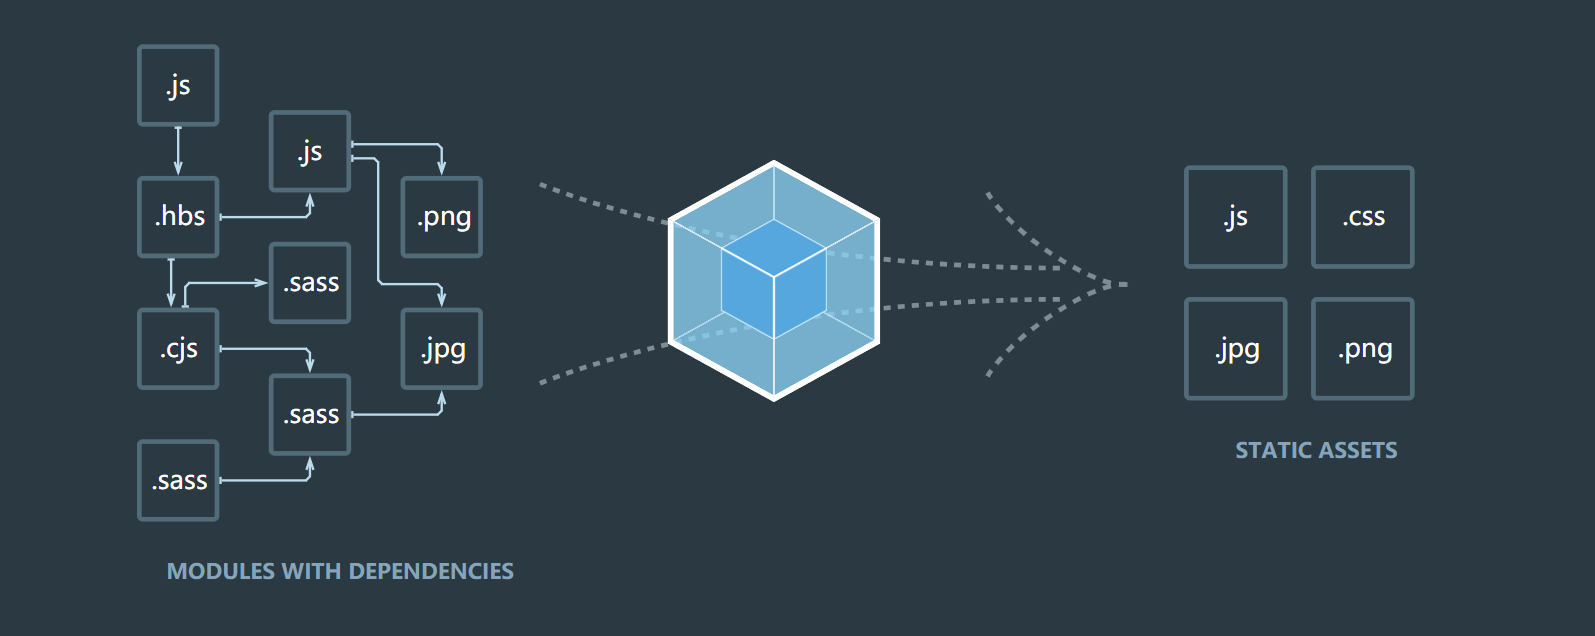 .js
.js
.hbs
.png
.sass
.cjs
.jpg
.sass
.sass
MODULES WITH DEPENDENCIES
.js
.css
.jpg
.png
STATIC ASSETS